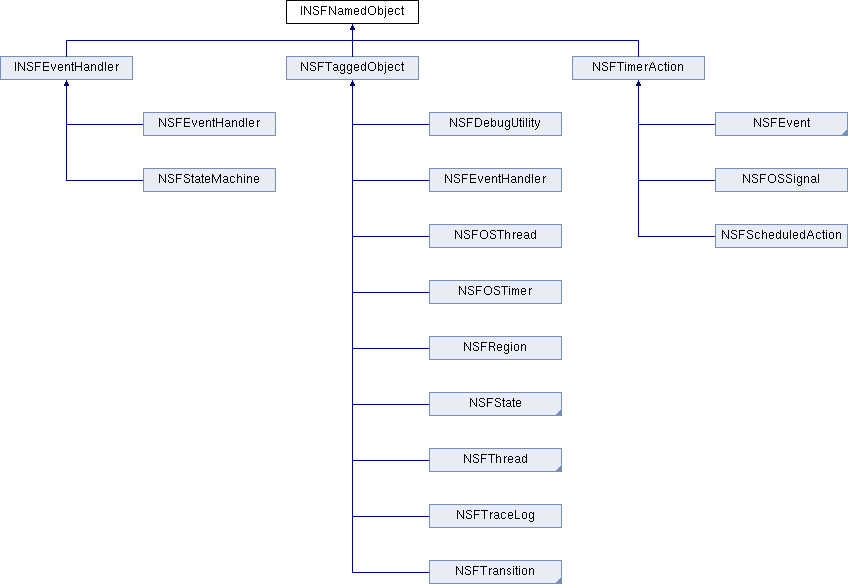 INSFNamedObject
INSFEventHandler
NSFTaggedObject
NSFTimerAction
NSFEventHandler
NSFDebugUtility
NSFEvent
NSFStateMachine
NSFEventHandler
NSFOSSignal
NSFOSThread
NSFScheduledAction
NSFOSTimer
NSFRegion
NSFState
NSFThread
NSFTraceLog
NSFTransition